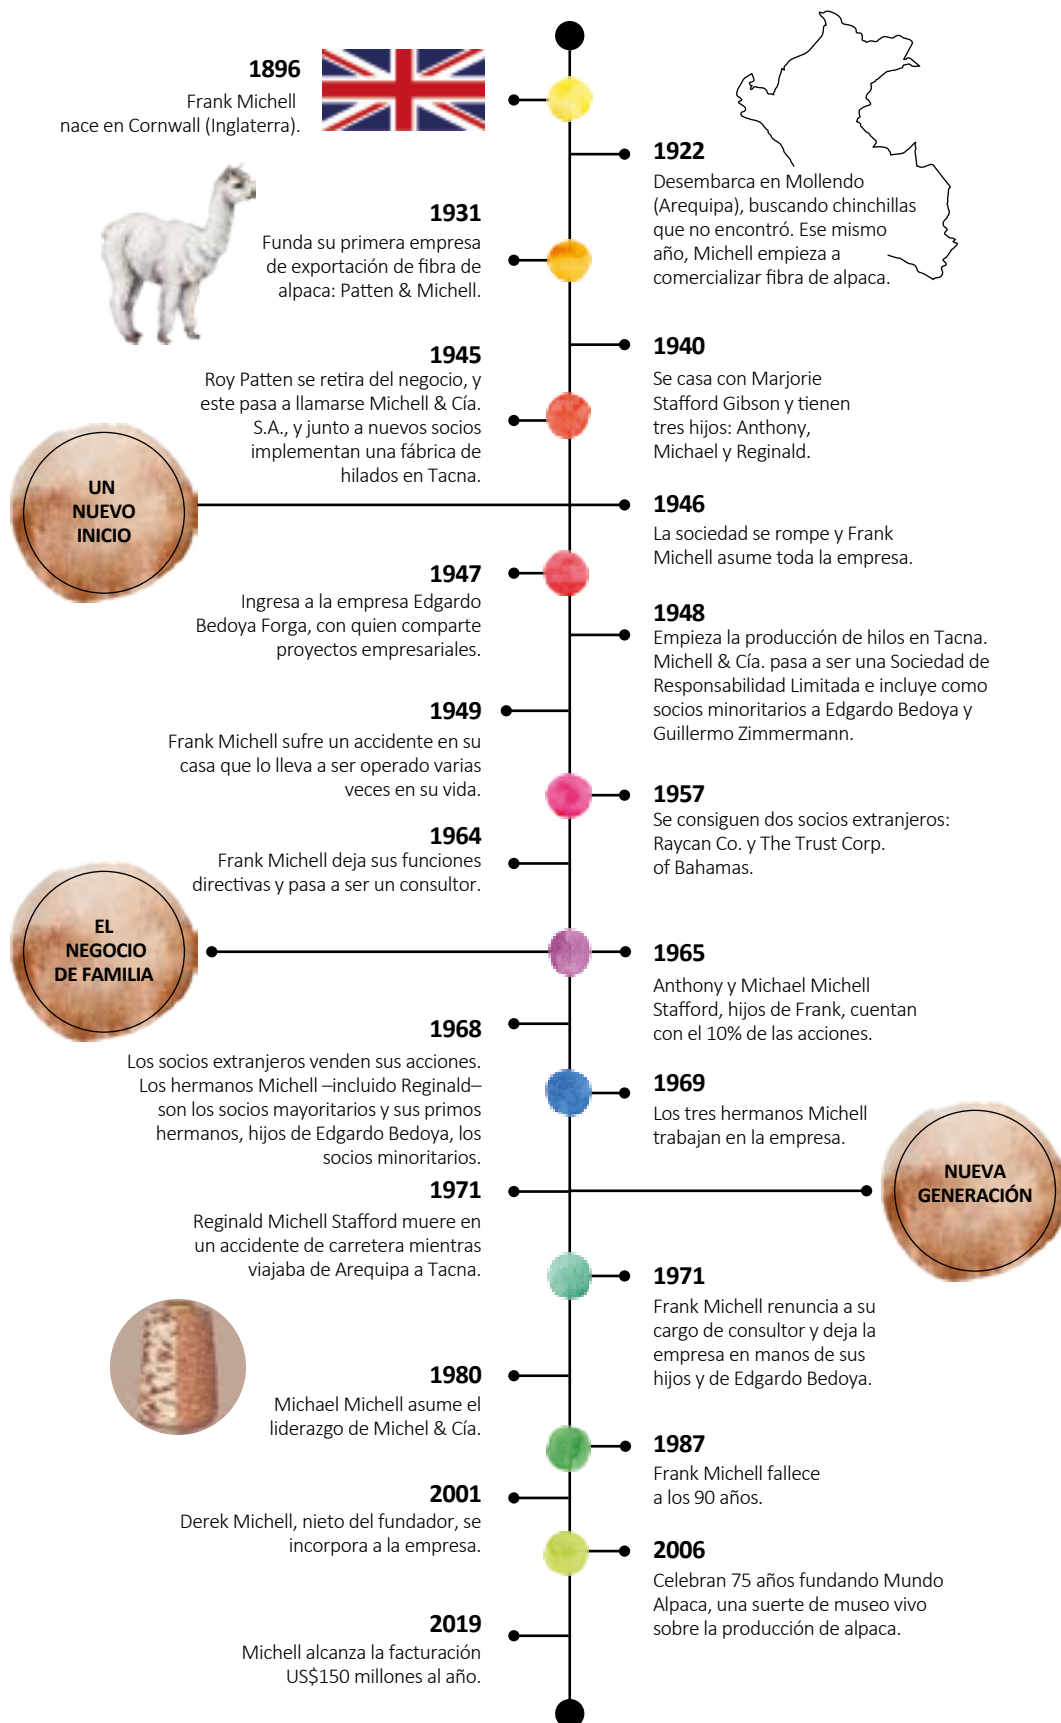 1896
Frank Michell
nace en Cornwall (Inglaterra).
1922
Desembarca en Mollendo
(Arequipa), buscando chinchillas
que no encontró. Ese mismo
año, Michell empieza a
comercializar fibra de alpaca.
1931
Funda su primera empresa
de exportación de fibra de
alpaca: Patten & Michell.
1940
Se casa con Marjorie
Stafford Gibson y tienen
tres hijos: Anthony,
Michael y Reginald.
1945
Roy Patten se retira del negocio, y
este pasa a llamarse Michell & Cía.
S.A., y junto a nuevos socios
implementan una fábrica de
hilados en Tacna.
UN
NUEVO
INICIO
1946
La sociedad se rompe y Frank
Michell asume toda la empresa.
1947
Ingresa a la empresa Edgardo
Bedoya Forga, con quien comparte
proyectos empresariales.
1948
Empieza la producción de hilos en Tacna.
Michell & Cía. pasa a ser una Sociedad de
Responsabilidad Limitada e incluye como
socios minoritarios a Edgardo Bedoya y
Guillermo Zimmermann.
1949
Frank Michell sufre un accidente en su
casa que lo lleva a ser operado varias
veces en su vida.
1957
Se consiguen dos socios extranjeros:
Raycan Co. y The Trust Corp.
of Bahamas.
1964
Frank Michell deja sus funciones
directivas y pasa a ser un consultor.
EL
NEGOCIO
DE FAMILIA
1965
Anthony y Michael Michell
Stafford, hijos de Frank, cuentan
con el 10% de las acciones.
1968
Los socios extranjeros venden sus acciones.
Los hermanos Michell –incluido Reginald–
son los socios mayoritarios y sus primos
hermanos, hijos de Edgardo Bedoya, los
socios minoritarios.
1969
Los tres hermanos Michell
trabajan en la empresa.
NUEVA
GENERACIÓN
1971
Reginald Michell Stafford muere en
un accidente de carretera mientras
viajaba de Arequipa a Tacna.
1971
Frank Michell renuncia a su
cargo de consultor y deja la
empresa en manos de sus
hijos y de Edgardo Bedoya.
1980
Michael Michell asume el
liderazgo de Michel & Cía.
1987
Frank Michell fallece
a los 90 años.
2001
Derek Michell, nieto del fundador, se
incorpora a la empresa.
2006
Celebran 75 años fundando Mundo
Alpaca, una suerte de museo vivo
sobre la producción de alpaca.
2019
Michell alcanza la facturación
US$150 millones al año.